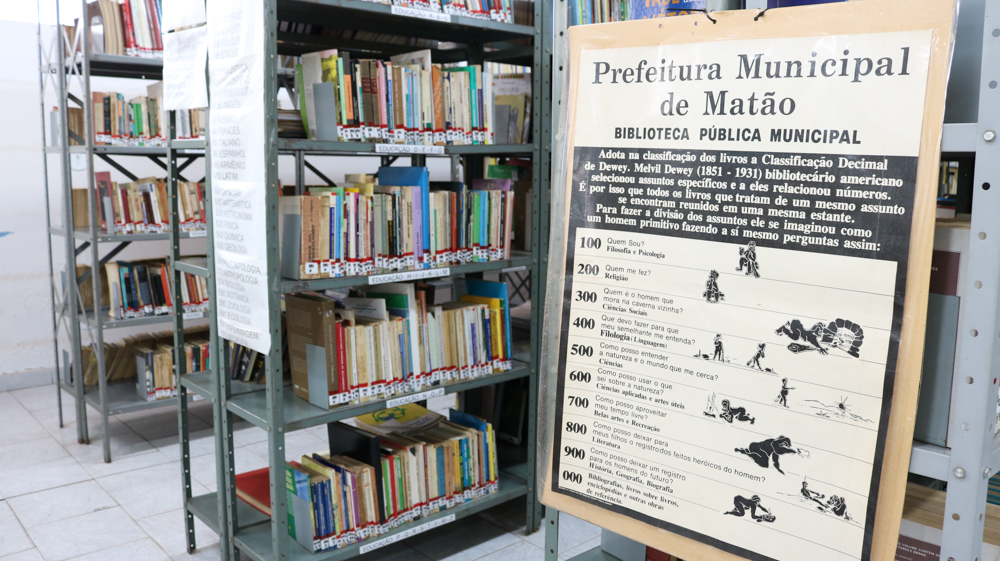 Prefeitura Municipal
de Matão
BIBLIOTECA PÚBLICA MUNICIPAL
Adota na classificação dos livros a Classificação Decimal
de Dewey. Melvil Dewey (1851 - 1931) bibliotecário americano
selecionou assuntos específicos e a eles relacionou números.
É por isso que todos os livros que tratam de um mesmo assunto
se encontram reunidos em uma mesma estante.
Para fazer a divisão dos assuntos ele se imaginou como
um homem primitivo fazendo a sí mesmo perguntas assim:
100 Quem Sou?
Filosofia e Psicologia
200 Quem me fez?
Religião
300 Quem é o homem que
mora na caverna vizinha?
Ciências Sociais
400 Que devo fazer para que
meu semelhante me entenda?
Filologia (Linguagem)
500 Como posso entender
a natureza e o mundo que me cerca?
Ciências
600 Como posso usar o que
sei sobre a natureza?
Ciências aplicadas e artes úteis
700 Como posso aproveitar
meu tempo livre?
Belas artes e Recreação
800 Como posso deixar para
meus filhos o registro dos feitos heróicos do homem?
Literatura
900 Como posso deixar um registro
para os homens do futuro?
História, Geografia, Biografia
000 Bibliografias, livros sobre livros,
enciclopedias e outras obras
de referência.
EDUCAÇÃO D-E-F-G
EDUCAÇÃO H-I-J-K-L-M
EDUCAÇÃO N-O